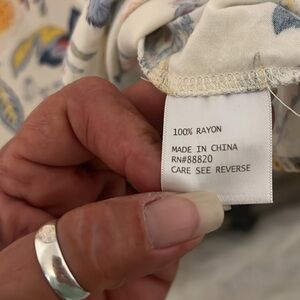 100% RAYON
MADE IN CHINA
RN#88820
CARE SEE REVERSE